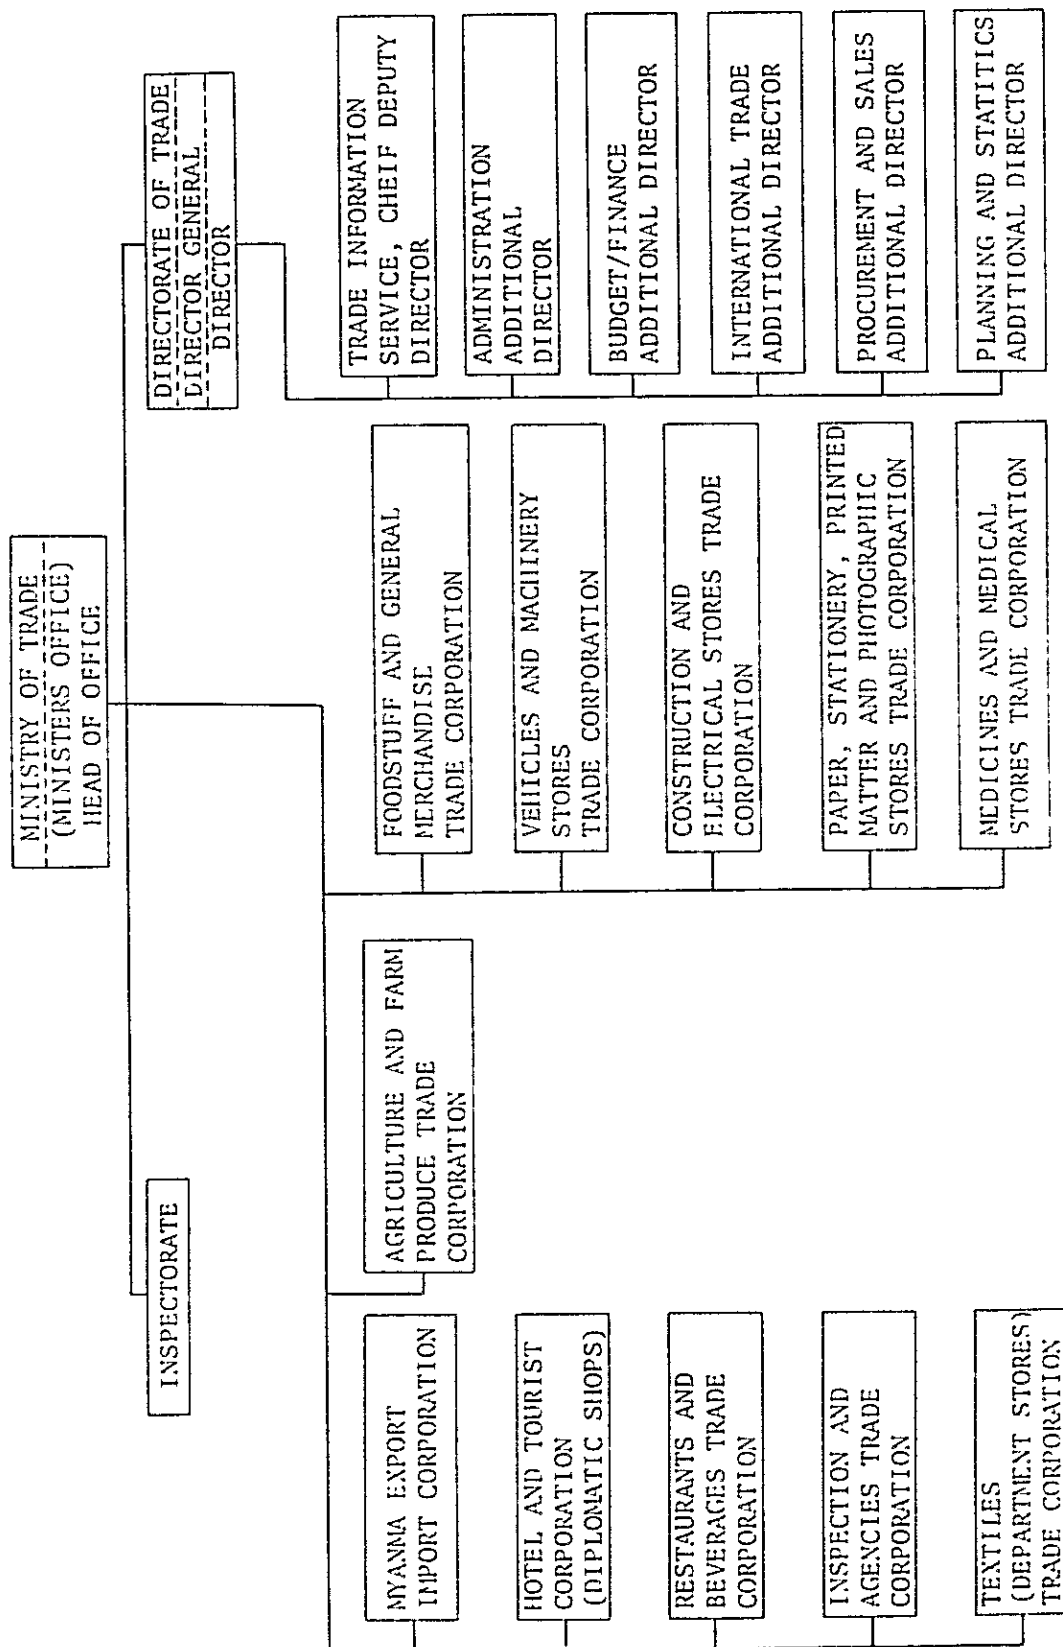 MINISTRY OF TRADE
(MINISTERS OFFICE)
HEAD OF OFFICE
INSPECTORATE
DIRECTORATE OF TRADE
DIRECTOR GENERAL
DIRECTOR
MYANMA EXPORT
IMPORT CORPORATION
HOTEL AND TOURIST
CORPORATION
(DIPLOMATIC SHOPS)
RESTAURANTS AND
BEVERAGES TRADE
CORPORATION
INSPECTION AND
AGENCIES TRADE
CORPORATION
TEXTILES
(DEPARTMENT STORES)
TRADE CORPORATION
AGRICULTURE AND FARM
PRODUCE TRADE
CORPORATION
FOODSTUFF AND GENERAL
MERCHANDISE
TRADE CORPORATION
VEHICLES AND MACHINERY
STORES
TRADE CORPORATION
CONSTRUCTION AND
ELECTRICAL STORES TRADE
CORPORATION
PAPER, STATIONERY, PRINTED
MATTER AND PHOTOGRAPHIC
STORES TRADE CORPORATION
MEDICINES AND MEDICAL
STORES TRADE CORPORATION
TRADE INFORMATION
SERVICE, CHEIF DEPUTY
DIRECTOR
ADMINISTRATION
ADDITIONAL
DIRECTOR
BUDGET/FINANCE
ADDITIONAL DIRECTOR
INTERNATIONAL TRADE
ADDITIONAL DIRECTOR
PROCUREMENT AND SALES
ADDITIONAL DIRECTOR
PLANNING AND STATITICS
ADDITIONAL DIRECTOR